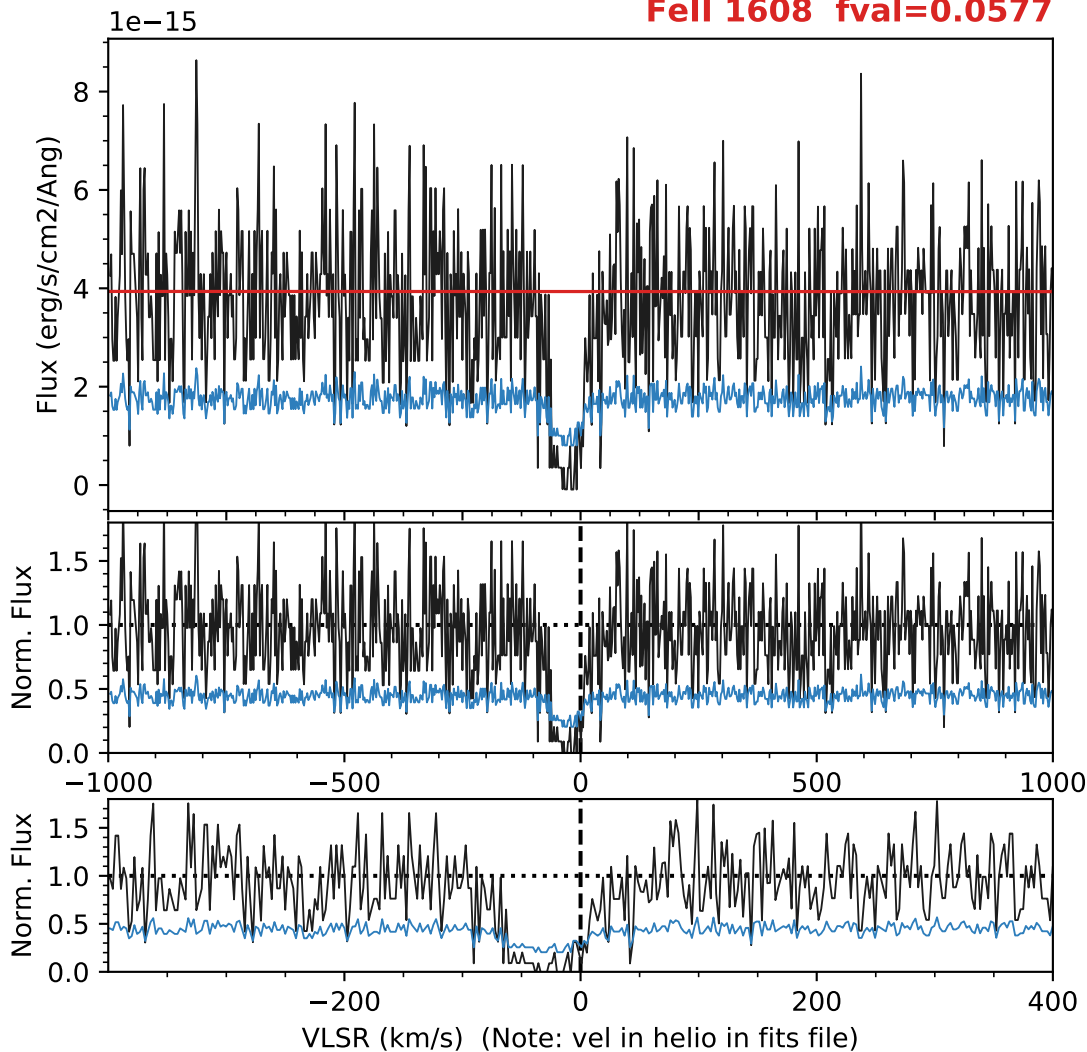 FeII 1608 fval=0.0577
1e−15
8
6
4
2
0
Flux (erg/s/cm2/Ang)
1.5
1.0
0.5
0.0
Norm. Flux
−1000 −500 0 500 1000
1.5
1.0
0.5
0.0
Norm. Flux
−200 0 200 400
VLSR (km/s) (Note: vel in helio in fits file)